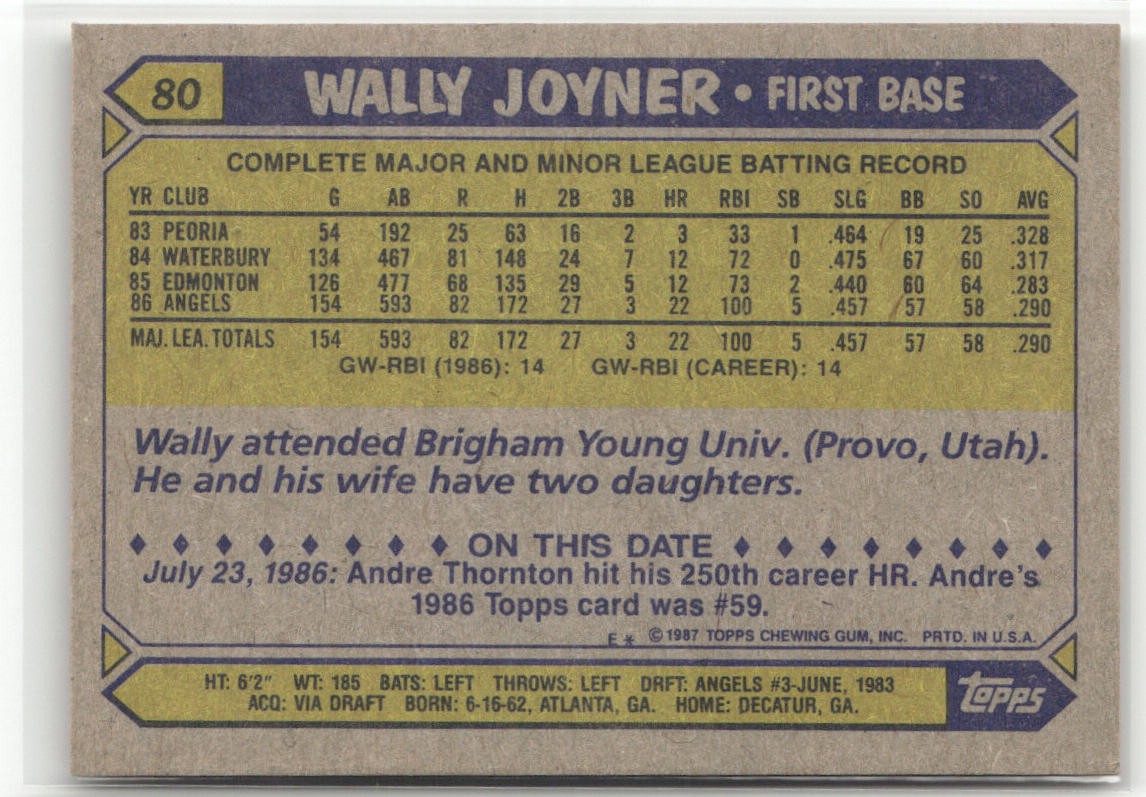 80 WALLY JOYNER • FIRST BASE
COMPLETE MAJOR AND MINOR LEAGUE BATTING RECORD
YR CLUB G AB R H 2B 3B HR RBI SB SLG BB SO AVG
83 PEORIA 54 192 25 63 16 2 3 33 1 .464 19 25 .328
84 WATERBURY 134 467 81 148 24 7 12 72 0 .475 67 60 .317
85 EDMONTON 126 477 68 135 29 5 12 73 2 .440 60 64 .283
86 ANGELS 154 593 82 172 27 3 22 100 5 .457 57 58 .290
MAJ. LEA. TOTALS 154 593 82 172 27 3 22 100 5 .457 57 58 .290
GW-RBI (1986): 14 GW-RBI (CAREER): 14
Wally attended Brigham Young Univ. (Provo, Utah).
He and his wife have two daughters.
♦ ♦ ♦ ♦ ♦ ♦ ♦ ♦ ON THIS DATE ♦ ♦ ♦ ♦ ♦ ♦ ♦ ♦
July 23, 1986: Andre Thornton hit his 250th career HR. Andre's
1986 Topps card was #59.
E* ©1987 TOPPS CHEWING GUM, INC. PRTD. IN U.S.A.
HT: 6'2" WT: 185 BATS: LEFT THROWS: LEFT DRFT: ANGELS #3-JUNE, 1983
ACQ: VIA DRAFT BORN: 6-16-62, ATLANTA, GA. HOME: DECATUR, GA.
topps